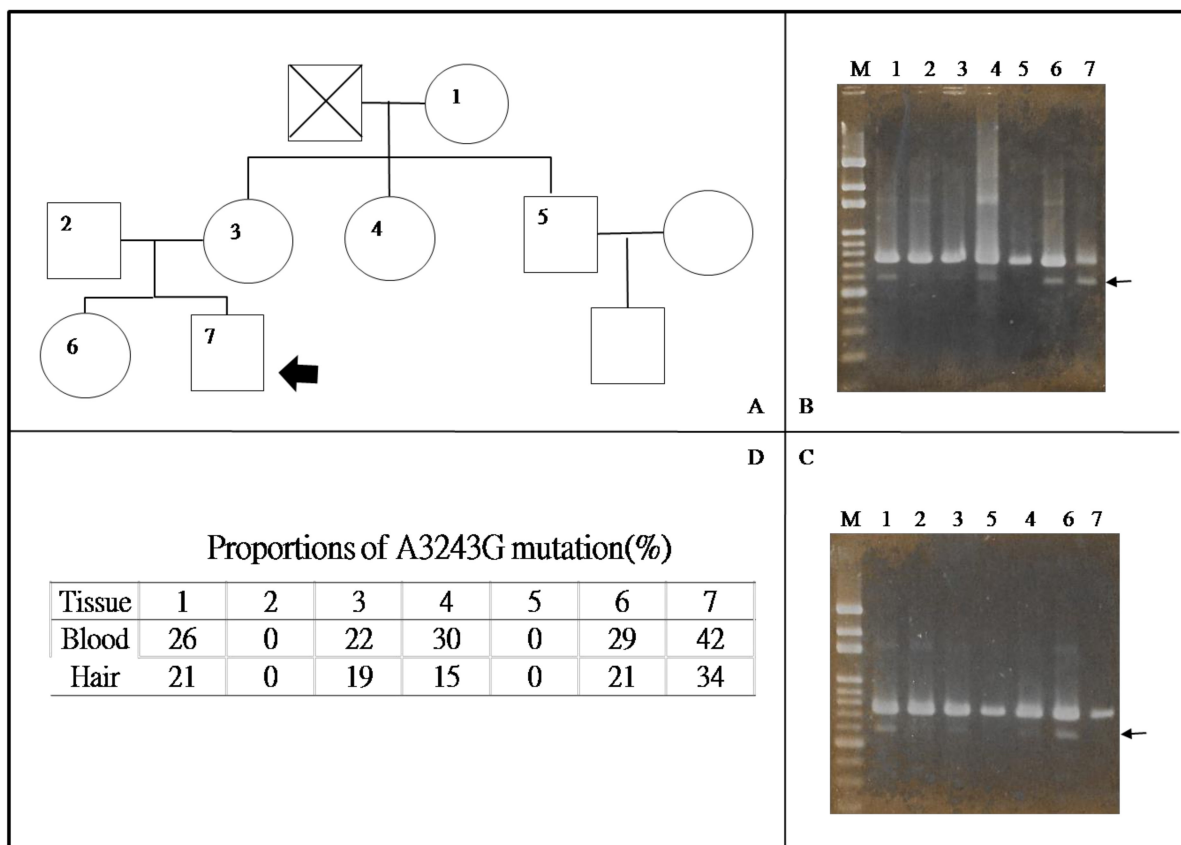 1
2
3
4
5
6
7
A
M 1 2 3 4 5 6 7
B
D
Proportions of A3243G mutation(%)
Tissue 1 2 3 4 5 6 7
Blood 26 0 22 30 0 29 42
Hair 21 0 19 15 0 21 34
C
M 1 2 3 5 4 6 7